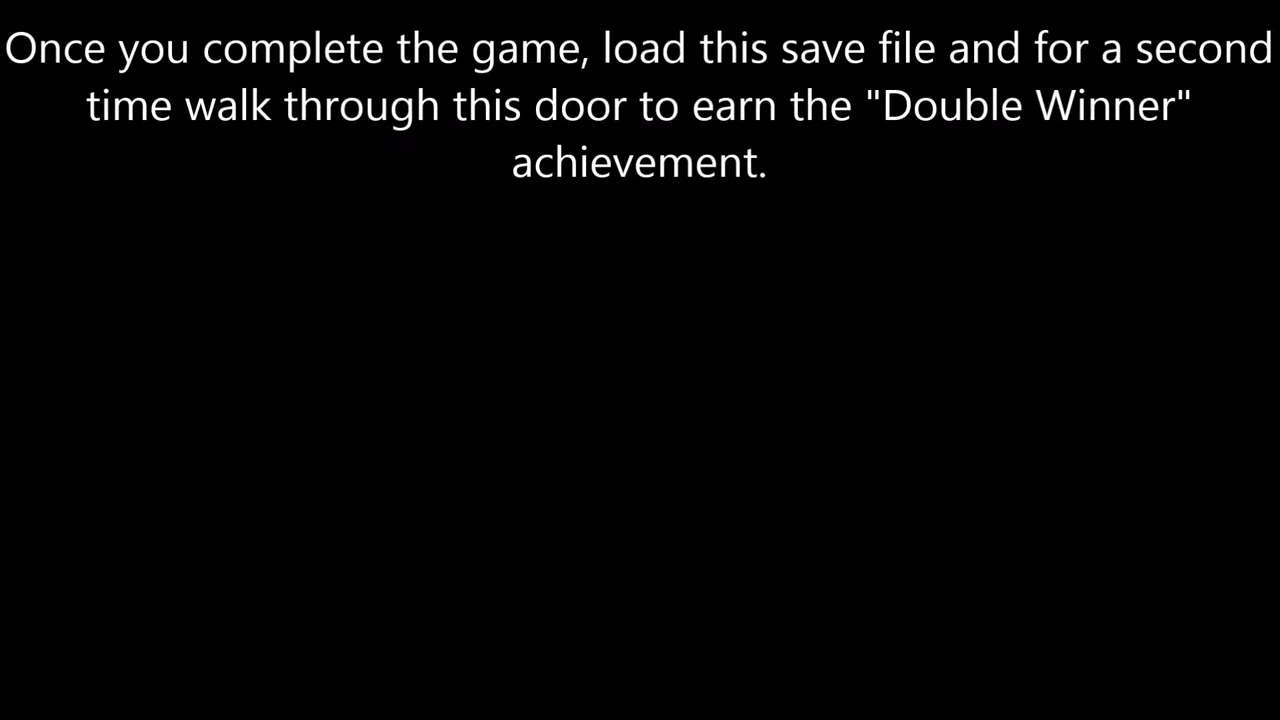 Once you complete the game, load this save file and for a second
time walk through this door to earn the "Double Winner"
achievement.